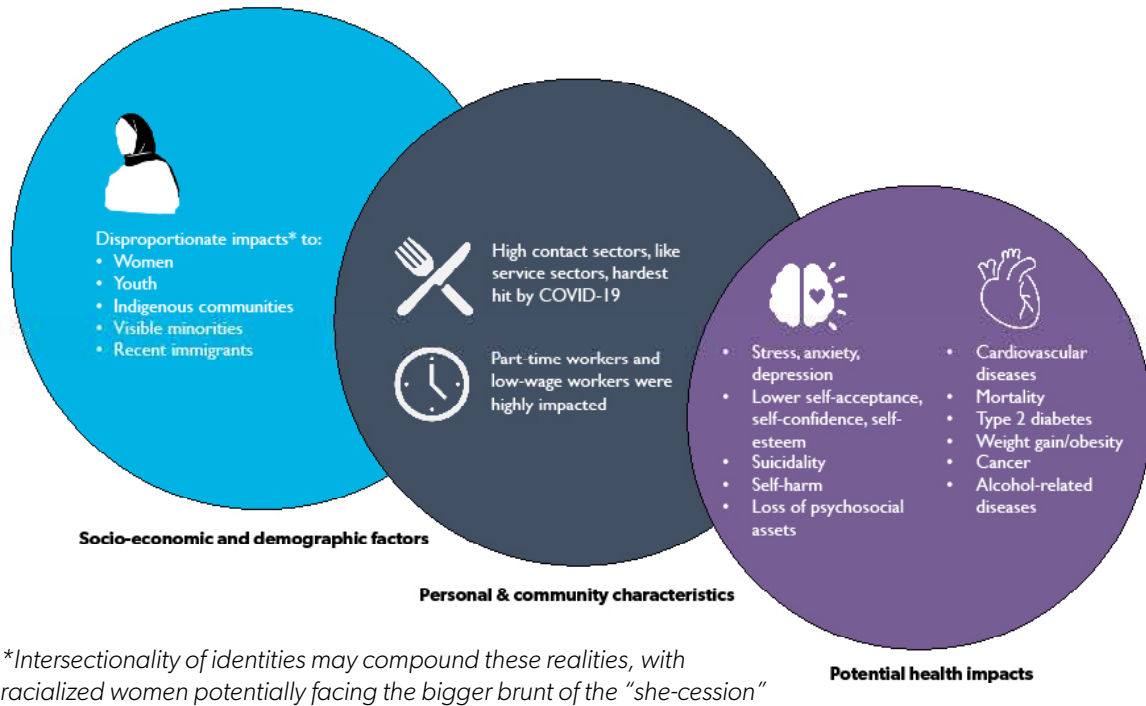 Disproportionate impacts* to:
• Women
• Youth
• Indigenous communities
• Visible minorities
• Recent immigrants
Socio-economic and demographic factors
High contact sectors, like
service sectors, hardest
hit by COVID-19
Part-time workers and
low-wage workers were
highly impacted
Personal & community characteristics
• Stress, anxiety,
depression
• Lower self-acceptance,
self-confidence, self-
esteem
• Suicidality
• Self-harm
• Loss of psychosocial
assets
• Cardiovascular
diseases
• Mortality
• Type 2 diabetes
• Weight gain/obesity
• Cancer
• Alcohol-related
diseases
Potential health impacts
*Intersectionality of identities may compound these realities, with
racialized women potentially facing the bigger brunt of the “she-cession”